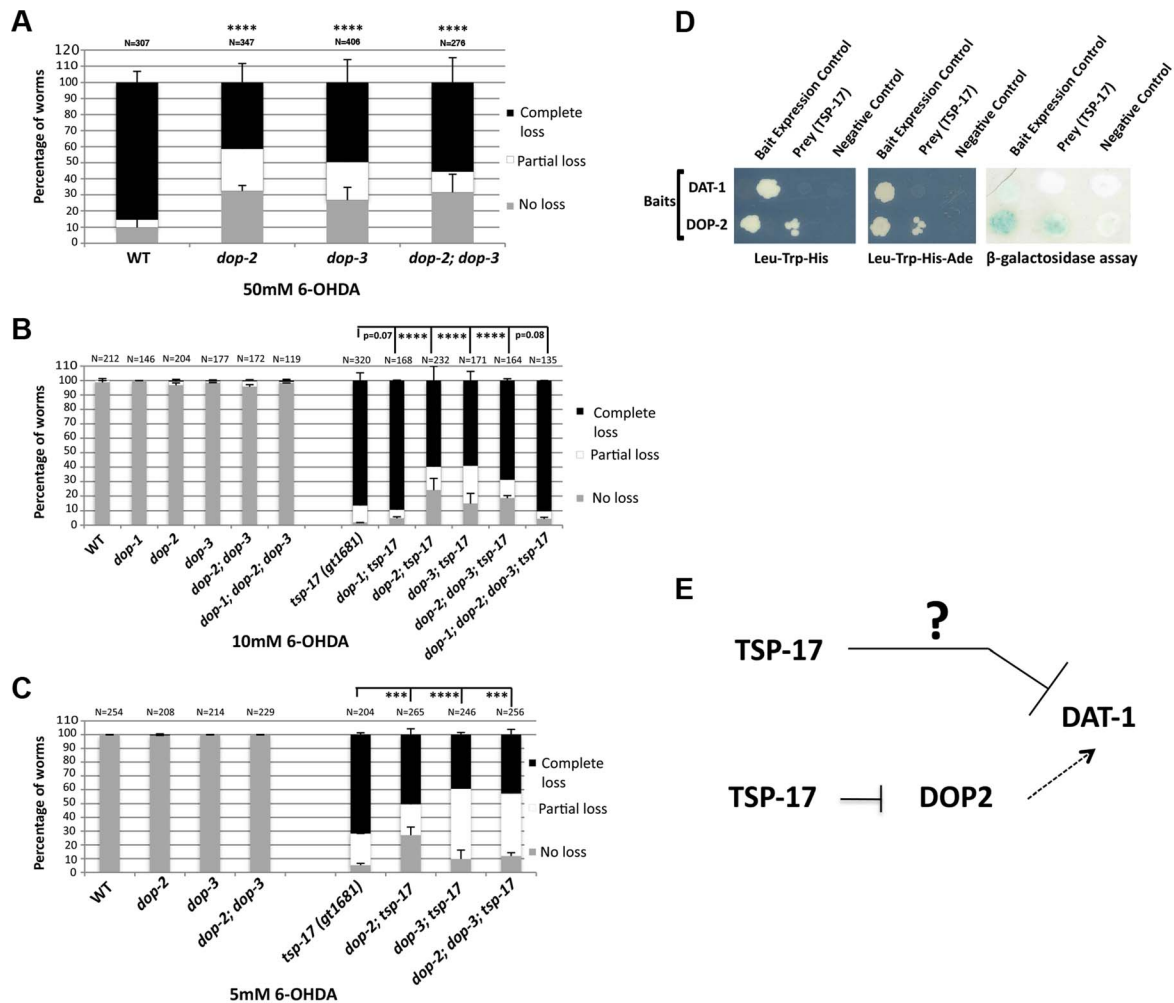 A
****
****
****
N=307
N=347
N=406
N=276
Percentage of worms
120
110
100
90
80
70
60
50
40
30
20
10
0
Complete loss
Partial loss
No loss
WT
dop-2
dop-3
dop-2; dop-3
50mM 6-OHDA
B
p=0.07
****
****
****
p=0.08
N=212
N=146
N=204
N=177
N=172
N=119
N=320
N=168
N=232
N=171
N=164
N=135
Percentage of worms
110
100
90
80
70
60
50
40
30
20
10
0
Complete loss
Partial loss
No loss
WT
dop-1
dop-2
dop-3
dop-2; dop-3
dop-1; dop-2; dop-3
tsp-17 (gt1681)
dop-1; tsp-17
dop-2; tsp-17
dop-3; tsp-17
dop-2; dop-3; tsp-17
dop-1; dop-2; dop-3; tsp-17
10mM 6-OHDA
C
***
****
***
N=254
N=208
N=214
N=229
N=204
N=265
N=246
N=256
Percentage of worms
110
100
90
80
70
60
50
40
30
20
10
0
Complete loss
Partial loss
No loss
WT
dop-2
dop-3
dop-2; dop-3
tsp-17 (gt1681)
dop-2; tsp-17
dop-3; tsp-17
dop-2; dop-3; tsp-17
5mM 6-OHDA
D
Bait Expression Control
Prey (TSP-17)
Negative Control
Bait Expression Control
Prey (TSP-17)
Negative Control
Bait Expression Control
Prey (TSP-17)
Negative Control
Baits
DAT-1
DOP-2
Leu-Trp-His
Leu-Trp-His-Ade
β-galactosidase assay
E
?
TSP-17
DAT-1
TSP-17
DOP2